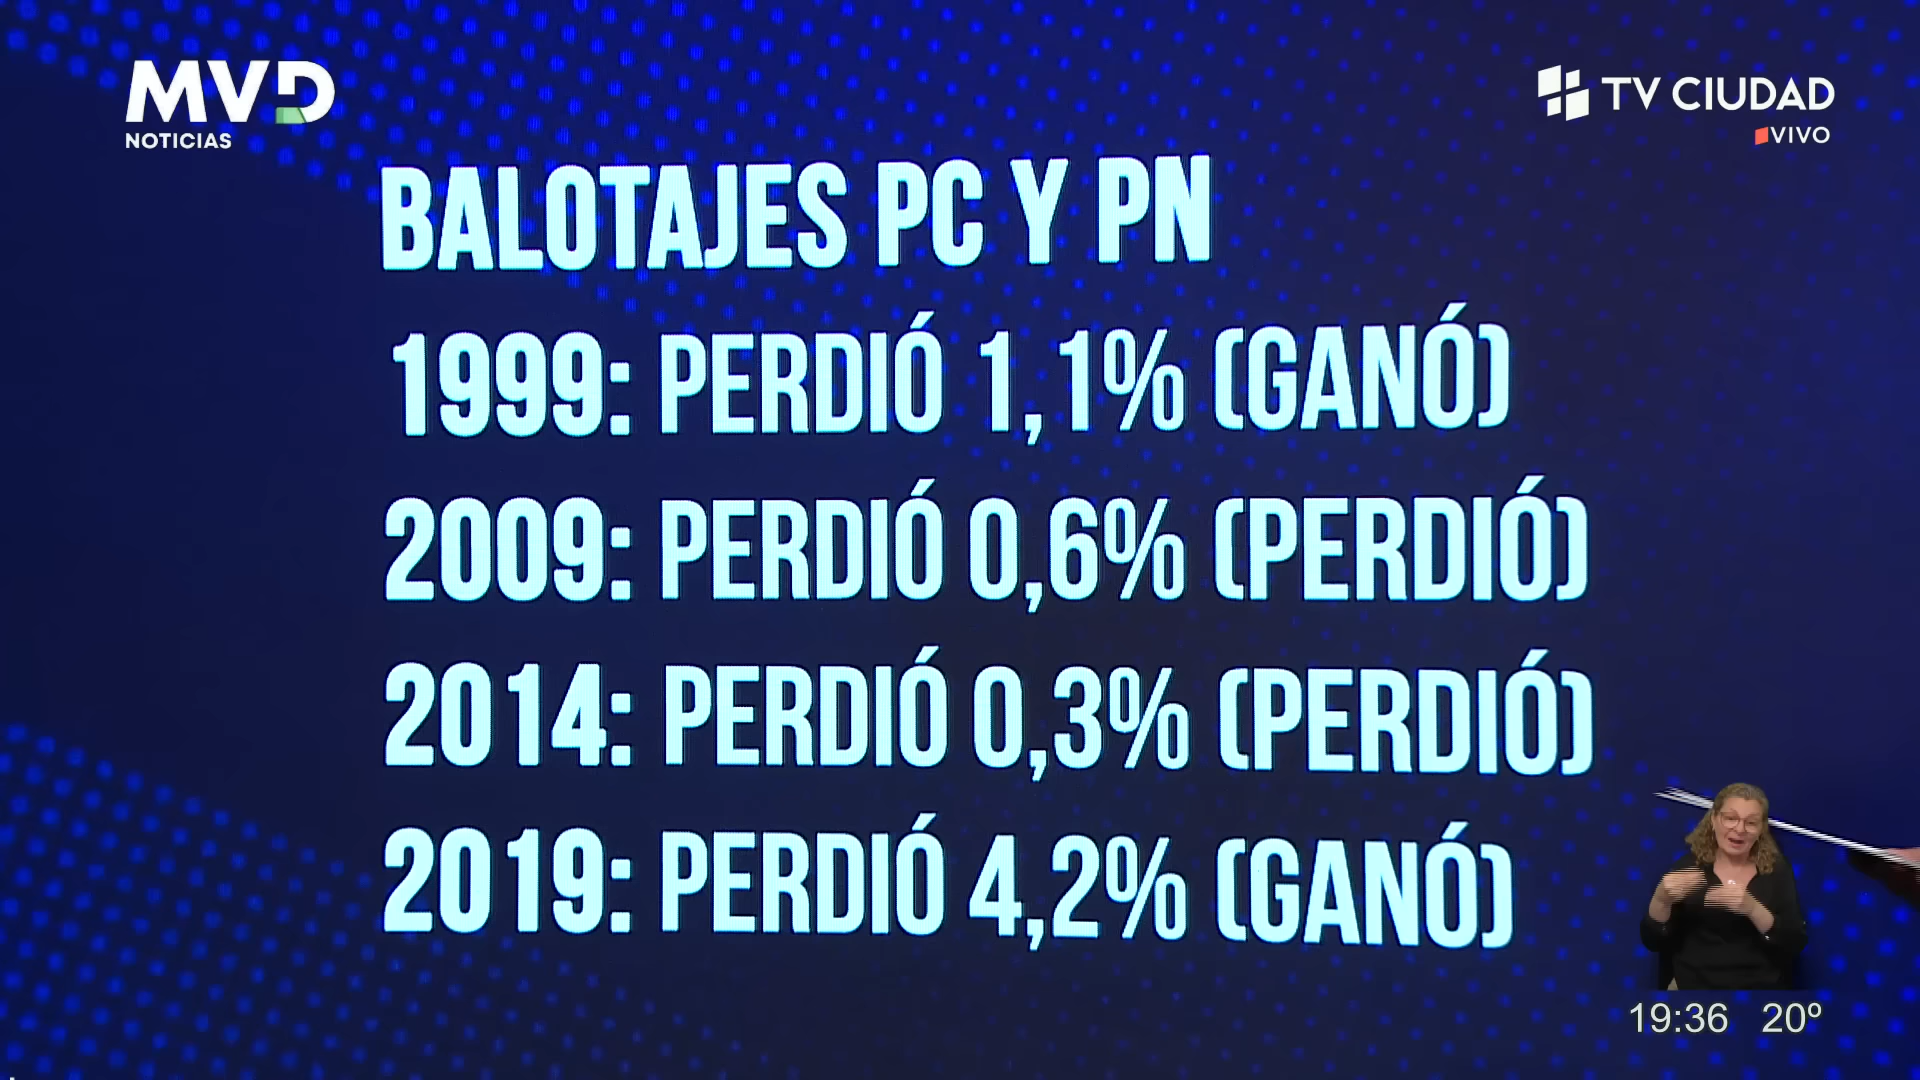 MVD
NOTICIAS
TV CIUDAD
VIVO
BALOTAJES PC Y PN
1999: PERDIÓ 1,1% (GANÓ)
2009: PERDIÓ 0,6% (PERDIÓ)
2014: PERDIÓ 0,3% (PERDIÓ)
2019: PERDIÓ 4,2% (GANÓ)
19:36 20º